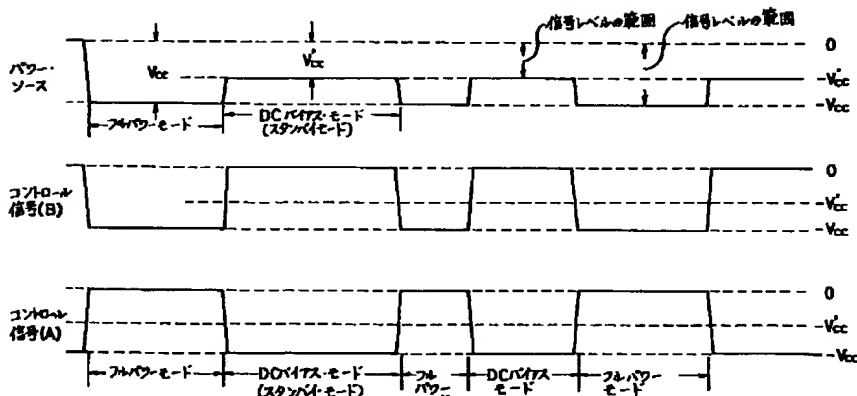 信号レベルの範囲 信号レベルの範囲
0
パワー・
ソース
Vcc
V″cc
-V″cc
-Vcc
フルパワーモード
DCバイアス・モード
(スタンバイモード)
コントロール
信号(B)
0
-V″cc
-Vcc
コントロール
信号(A)
0
-V″cc
-Vcc
フルパワーモード
DCバイアス・モード
(スタンバイ・モード)
フル
パワー
DCバイアス
モード
フルパワー
モード